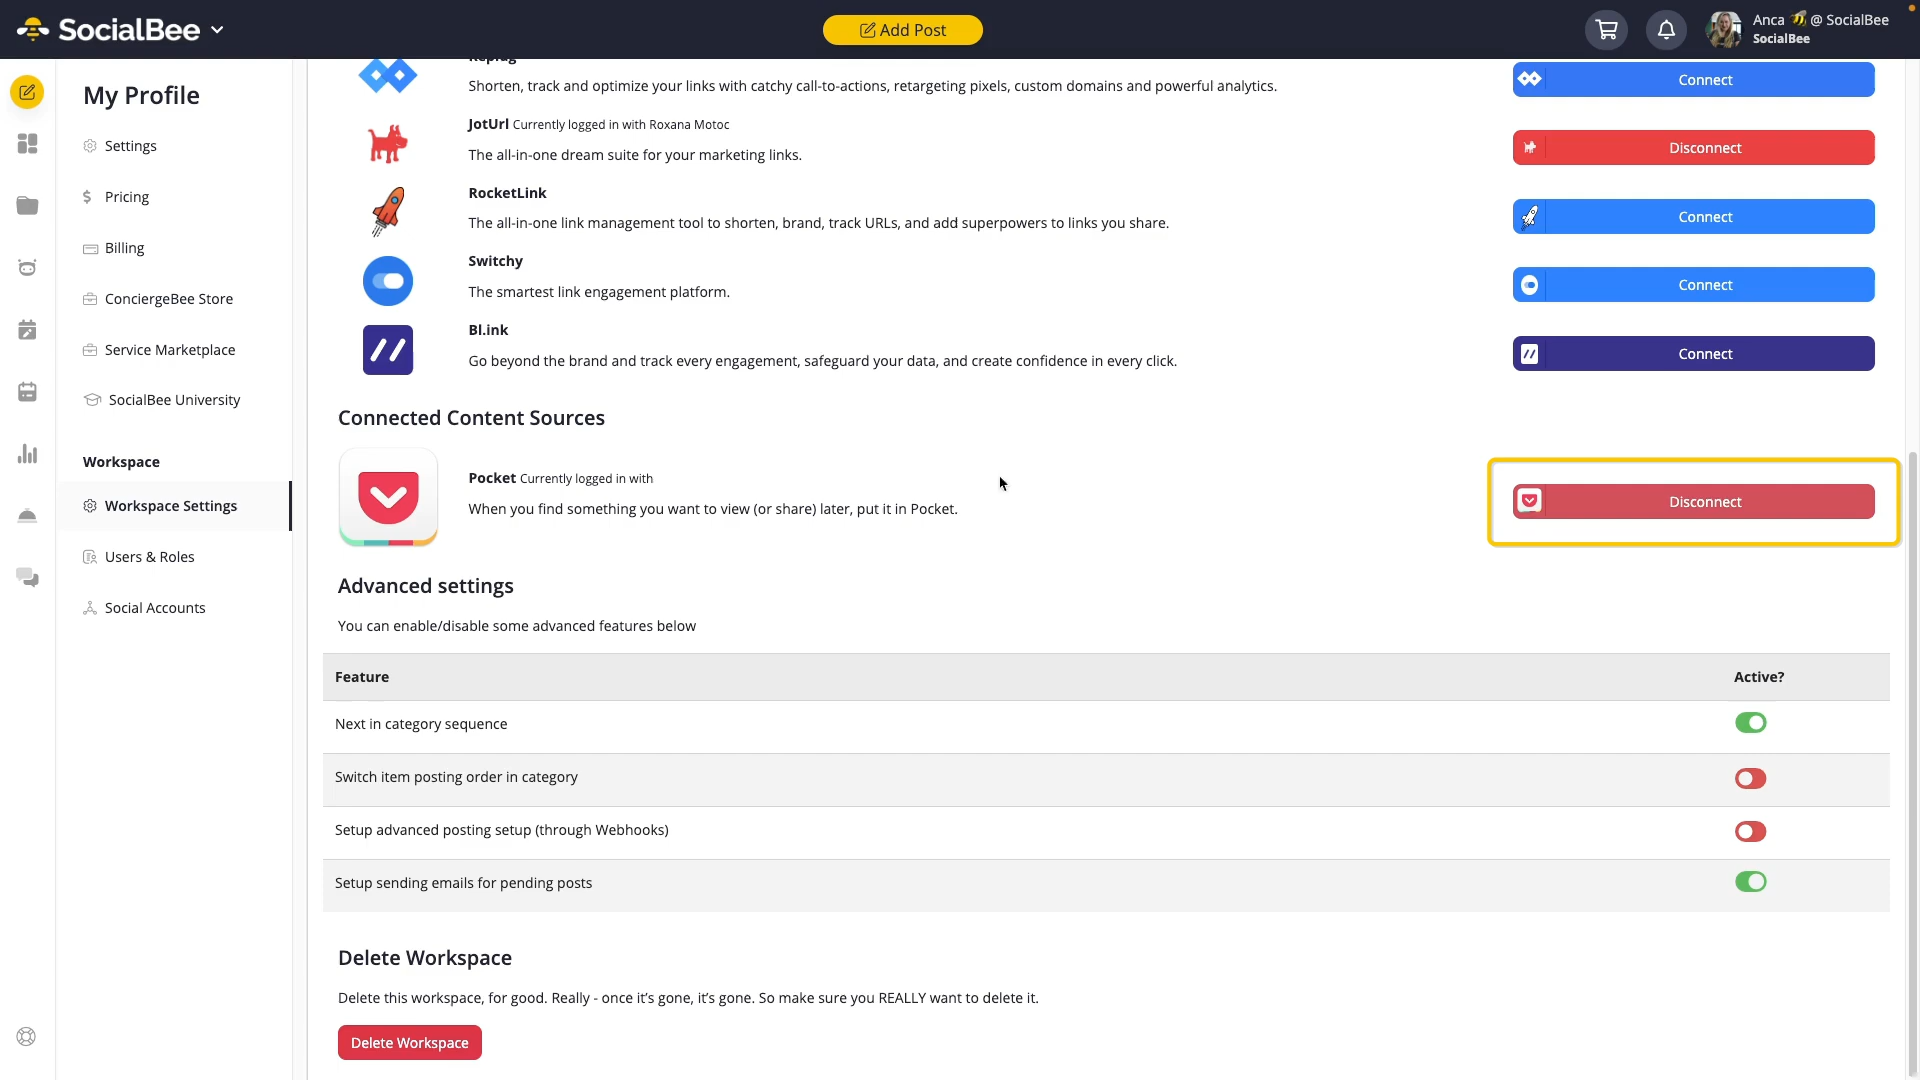 SocialBee
Add Post
Anca 🐝 @ SocialBee
SocialBee
My Profile
Settings
Pricing
Billing
ConciergeBee Store
Service Marketplace
SocialBee University
Workspace
Workspace Settings
Users & Roles
Social Accounts
Shorten, track and optimize your links with catchy call-to-actions, retargeting pixels, custom domains and powerful analytics.
Connect
JotUrl Currently logged in with Roxana Motoc
The all-in-one dream suite for your marketing links.
Disconnect
RocketLink
The all-in-one link management tool to shorten, brand, track URLs, and add superpowers to links you share.
Connect
Switchy
The smartest link engagement platform.
Connect
Bl.ink
Go beyond the brand and track every engagement, safeguard your data, and create confidence in every click.
Connect
Connected Content Sources
Pocket Currently logged in with
When you find something you want to view (or share) later, put it in Pocket.
Disconnect
Advanced settings
You can enable/disable some advanced features below
Feature Active?
Next in category sequence
Switch item posting order in category
Setup advanced posting setup (through Webhooks)
Setup sending emails for pending posts
Delete Workspace
Delete this workspace, for good. Really - once it's gone, it's gone. So make sure you REALLY want to delete it.
Delete Workspace